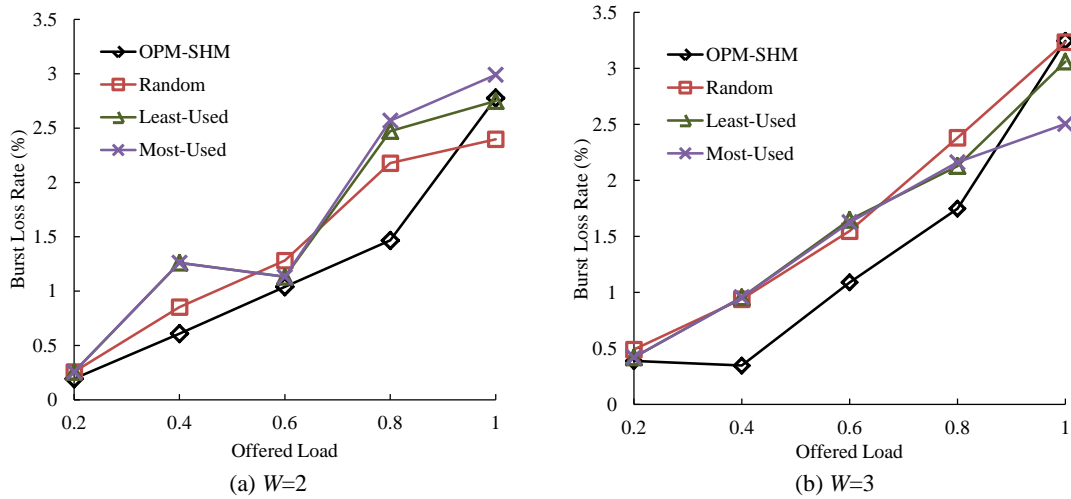 3.5
3
2.5
2
1.5
1
0.5
0
Burst Loss Rate (%)
OPM-SHM
Random
Least-Used
Most-Used
0.2 0.4 0.6 0.8 1
Offered Load
(a) W=2
3.5
3
2.5
2
1.5
1
0.5
0
Burst Loss Rate (%)
OPM-SHM
Random
Least-Used
Most-Used
0.2 0.4 0.6 0.8 1
Offered Load
(b) W=3